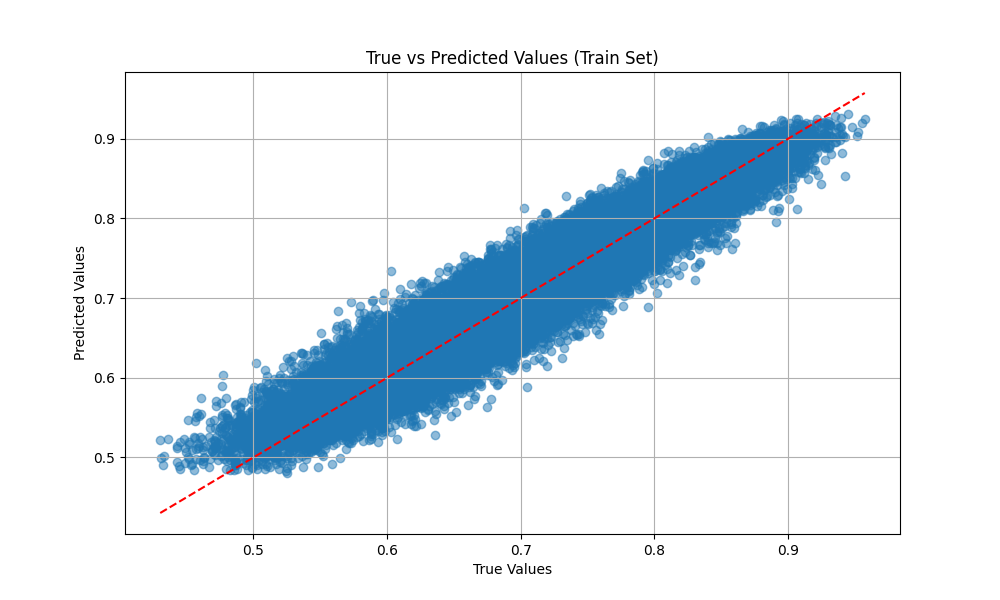 True vs Predicted Values (Train Set)
Predicted Values
0.9
0.8
0.7
0.6
0.5
0.5 0.6 0.7 0.8 0.9
True Values